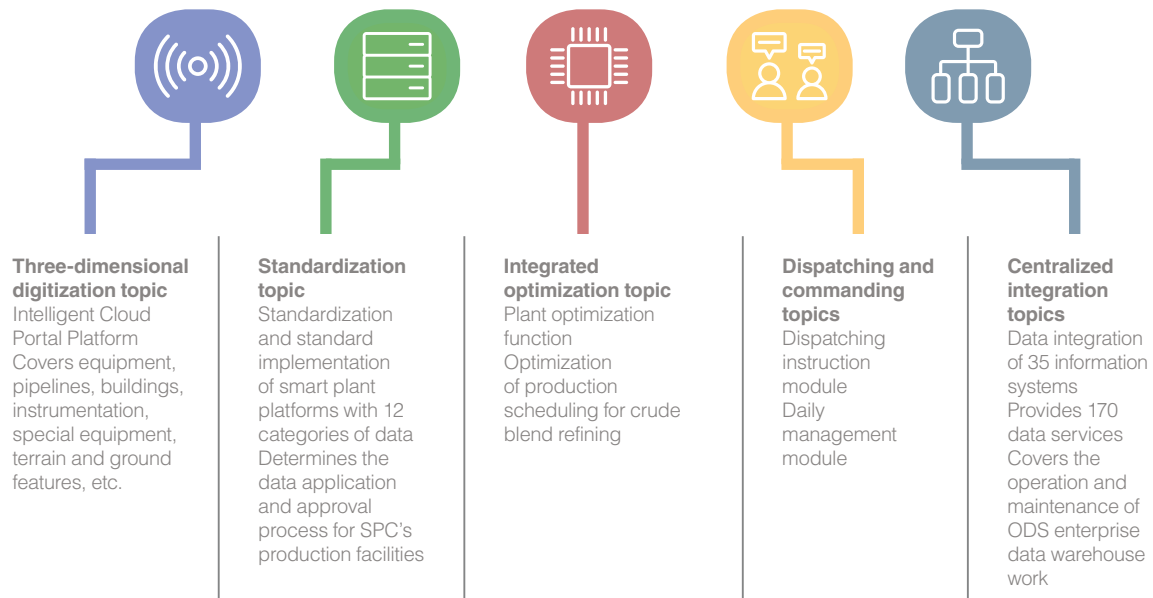 Three-dimensional
digitization topic
Intelligent Cloud
Portal Platform
Covers equipment,
pipelines, buildings,
instrumentation,
special equipment,
terrain and ground
features, etc.
Standardization
topic
Standardization
and standard
implementation
of smart plant
platforms with 12
categories of data
Determines the
data application
and approval
process for SPC’s
production facilities
Integrated
optimization topic
Plant optimization
function
Optimization
of production
scheduling for crude
blend refining
Dispatching and
commanding
topics
Dispatching
instruction
module
Daily
management
module
Centralized
integration
topics
Data integration
of 35 information
systems
Provides 170
data services
Covers the
operation and
maintenance of
ODS enterprise
data warehouse
work